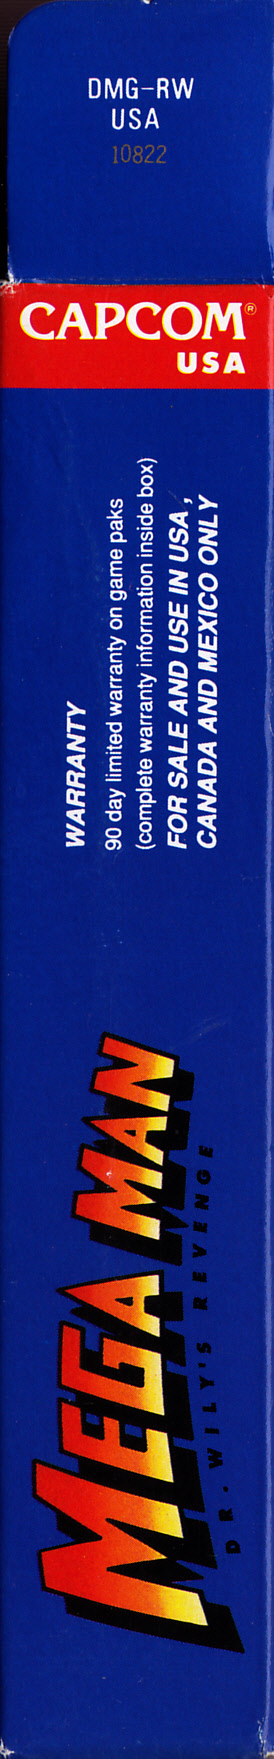 DMG-RW
USA
10822
CAPCOM®
USA
WARRANTY
90 day limited warranty on game paks
(complete warranty information inside box)
FOR SALE AND USE IN USA,
CANADA AND MEXICO ONLY
MEGA MAN
DR. WILY'S REVENGE